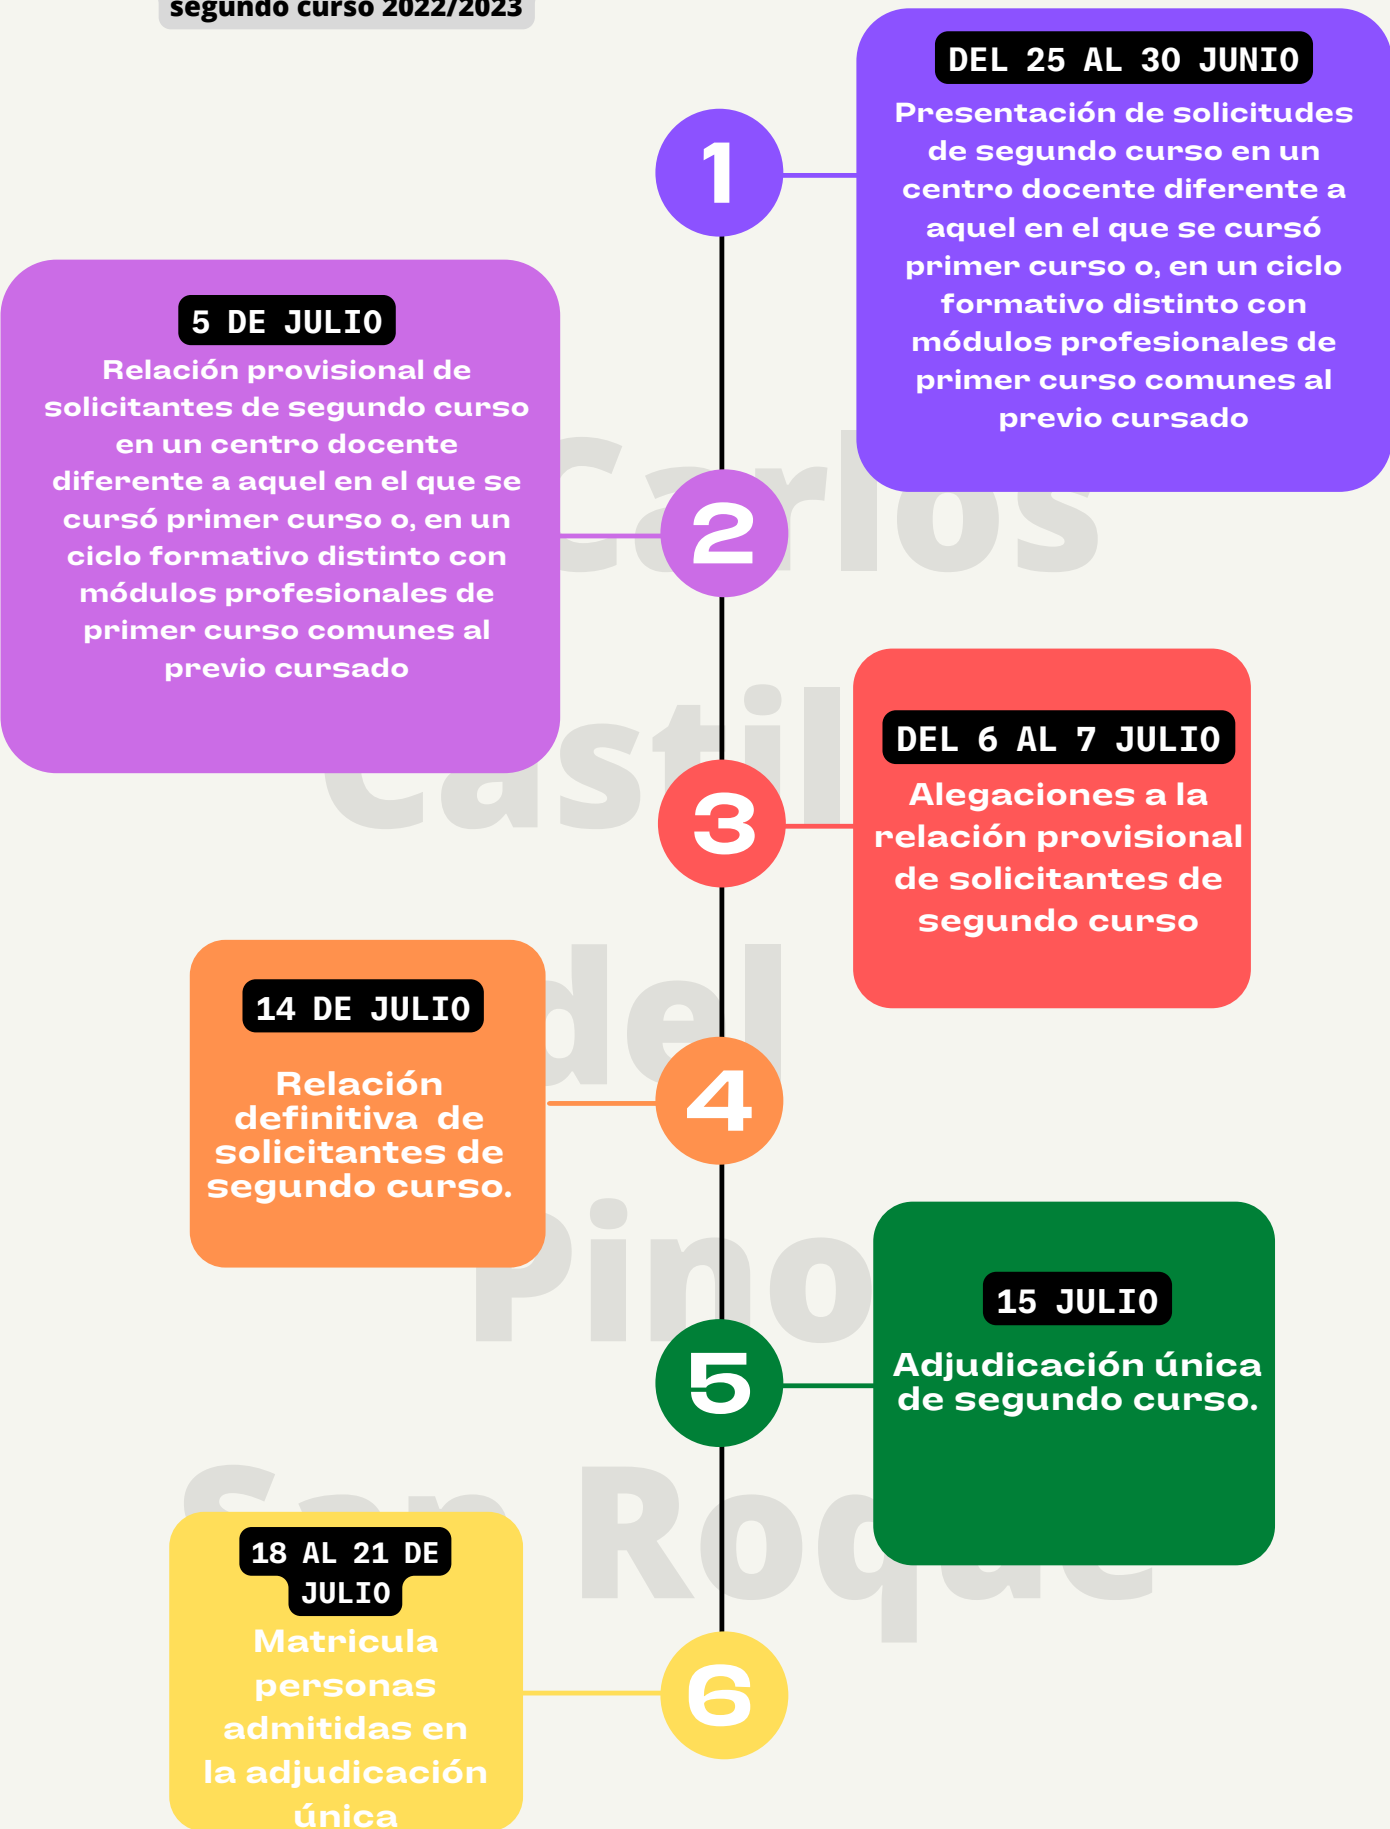 segundo curso 2022/2023
DEL 25 AL 30 JUNIO
Presentación de solicitudes
de segundo curso en un
centro docente diferente a
aquel en el que se cursó
primer curso o, en un ciclo
formativo distinto con
módulos profesionales de
primer curso comunes al
previo cursado
1
5 DE JULIO
Relación provisional de
solicitantes de segundo curso
en un centro docente
diferente a aquel en el que se
cursó primer curso o, en un
ciclo formativo distinto con
módulos profesionales de
primer curso comunes al
previo cursado
2
DEL 6 AL 7 JULIO
Alegaciones a la
relación provisional
de solicitantes de
segundo curso
3
14 DE JULIO
Relación
definitiva  de
solicitantes de
segundo curso.
4
15 JULIO
Adjudicación única
de segundo curso.
5
18 AL 21 DE
JULIO
Matricula
personas
admitidas en
la adjudicación
única
6
Carlos
del
Pino
San Roque